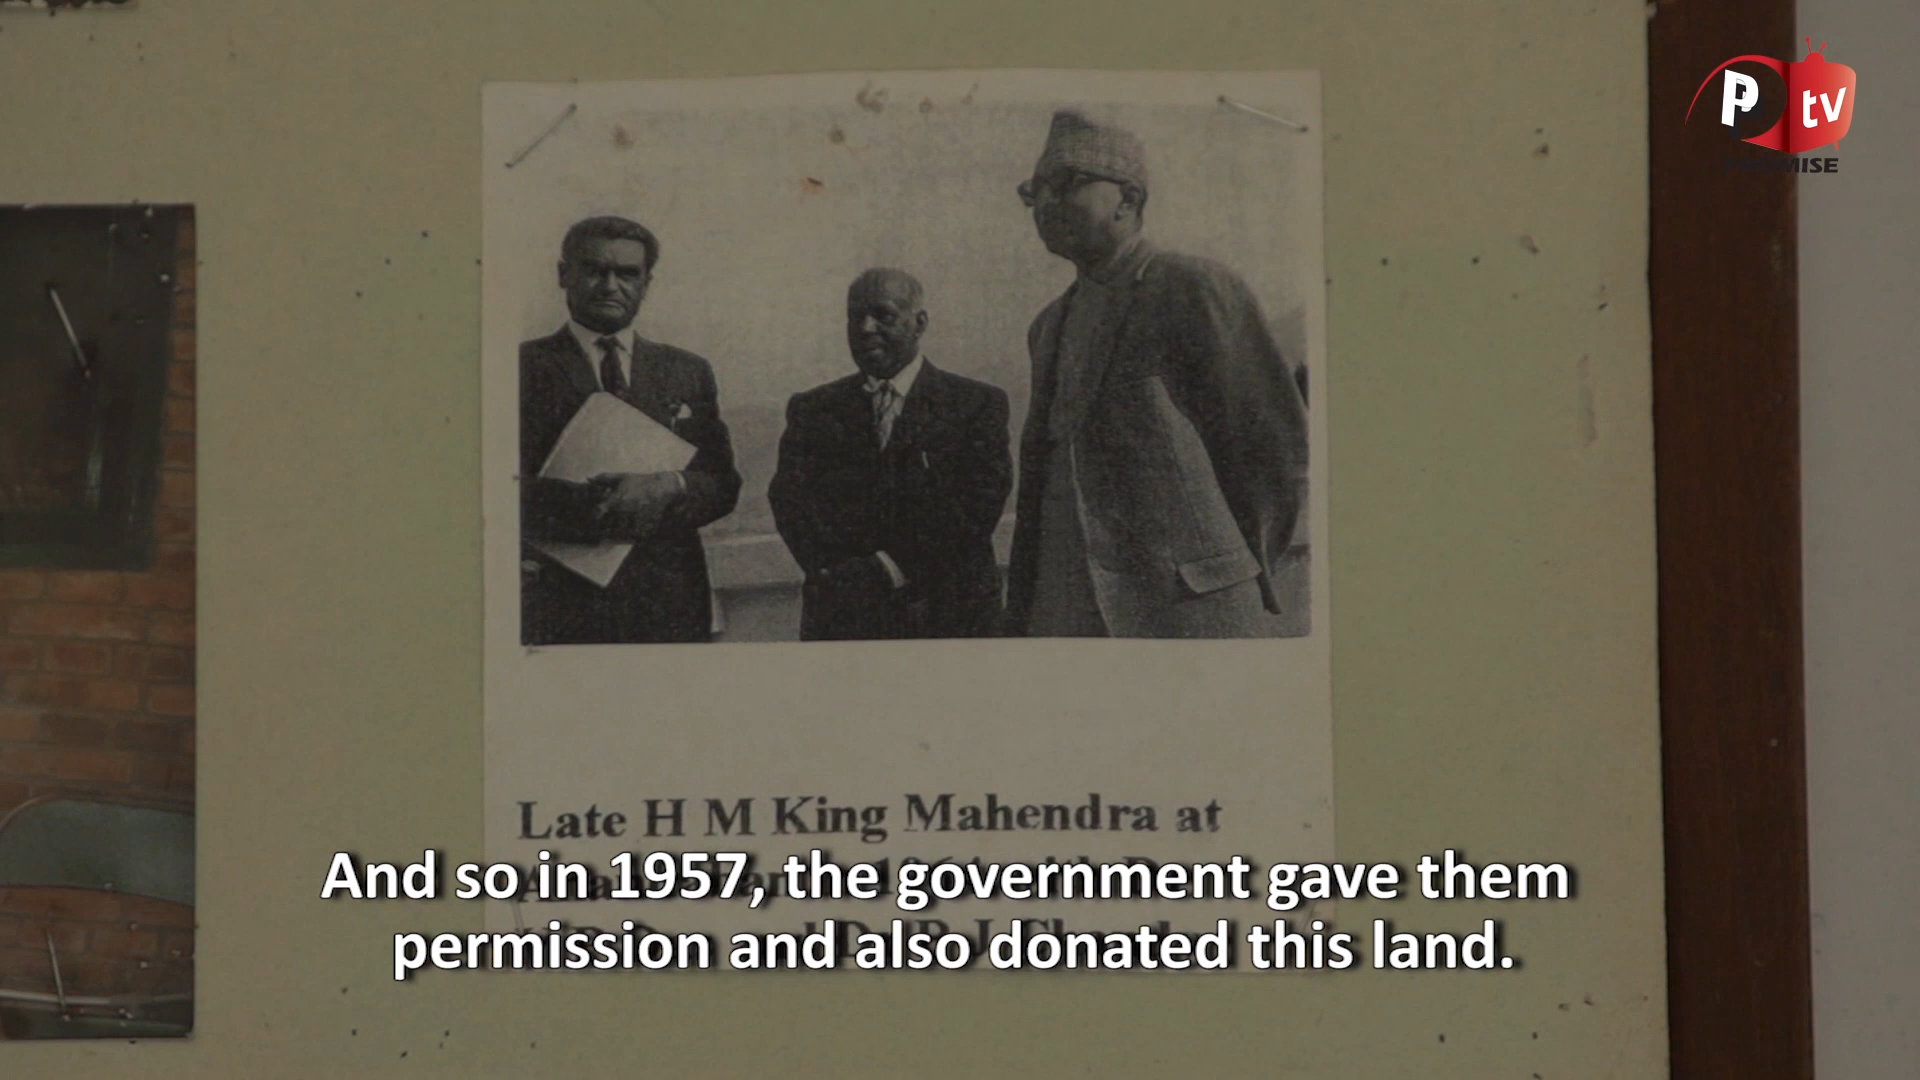 P tv
PROMISE
Late H M King Mahendra at
And so in 1957, the government gave them
permission and also donated this land.